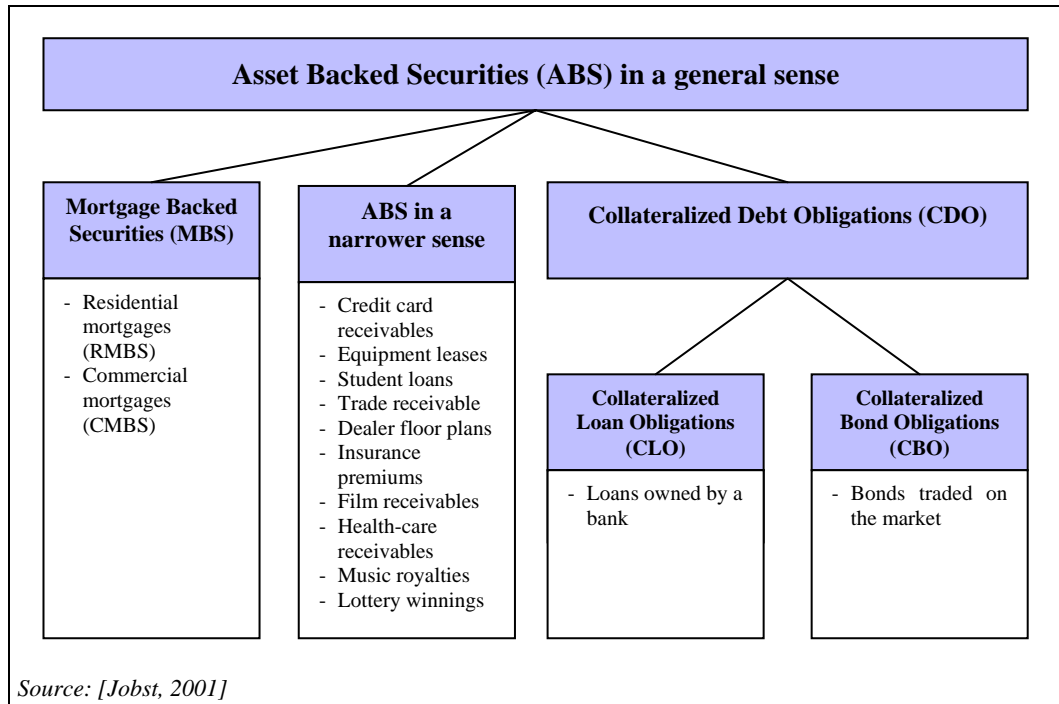 Asset Backed Securities (ABS) in a general sense
Mortgage Backed
Securities (MBS)
- Residential
mortgages
(RMBS)
- Commercial
mortgages
(CMBS)
ABS in a
narrower sense
- Credit card
receivables
- Equipment leases
- Student loans
- Trade receivable
- Dealer floor plans
- Insurance
premiums
- Film receivables
- Health-care
receivables
- Music royalties
- Lottery winnings
Collateralized Debt Obligations (CDO)
Collateralized
Loan Obligations
(CLO)
- Loans owned by a
bank
Collateralized
Bond Obligations
(CBO)
- Bonds traded on
the market
Source: [Jobst, 2001]